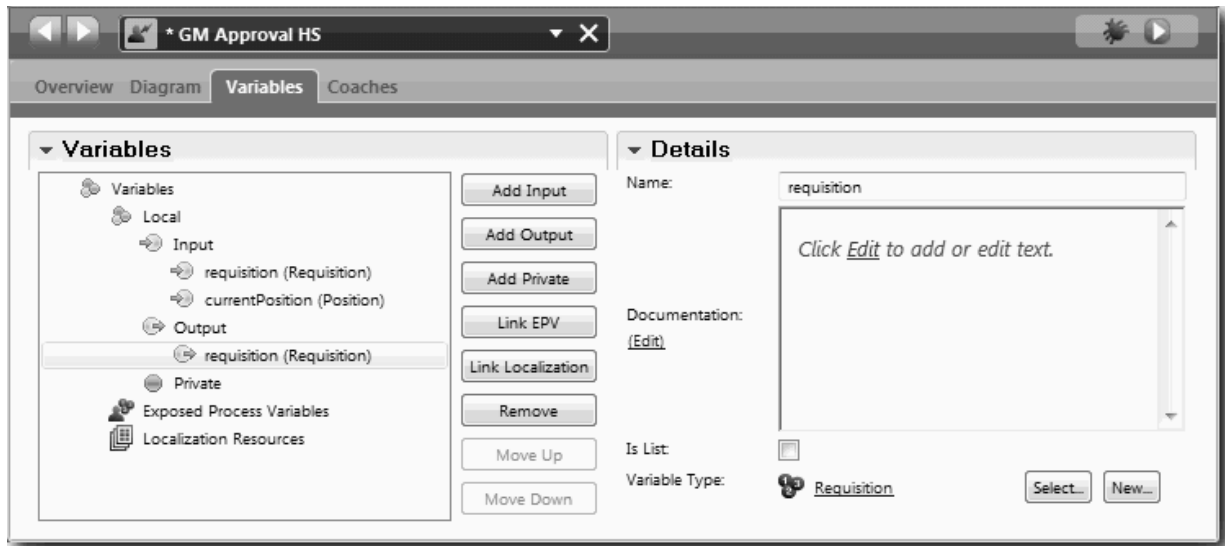 * GM Approval HS
Overview Diagram Variables Coaches
Variables
Variables
Local
Input
requisition (Requisition)
currentPosition (Position)
Output
requisition (Requisition)
Private
Exposed Process Variables
Localization Resources
Add Input
Add Output
Add Private
Link EPV
Link Localization
Remove
Move Up
Move Down
Details
Name: requisition
Click Edit to add or edit text.
Documentation:
(Edit)
Is List:
Variable Type: Requisition Select... New...